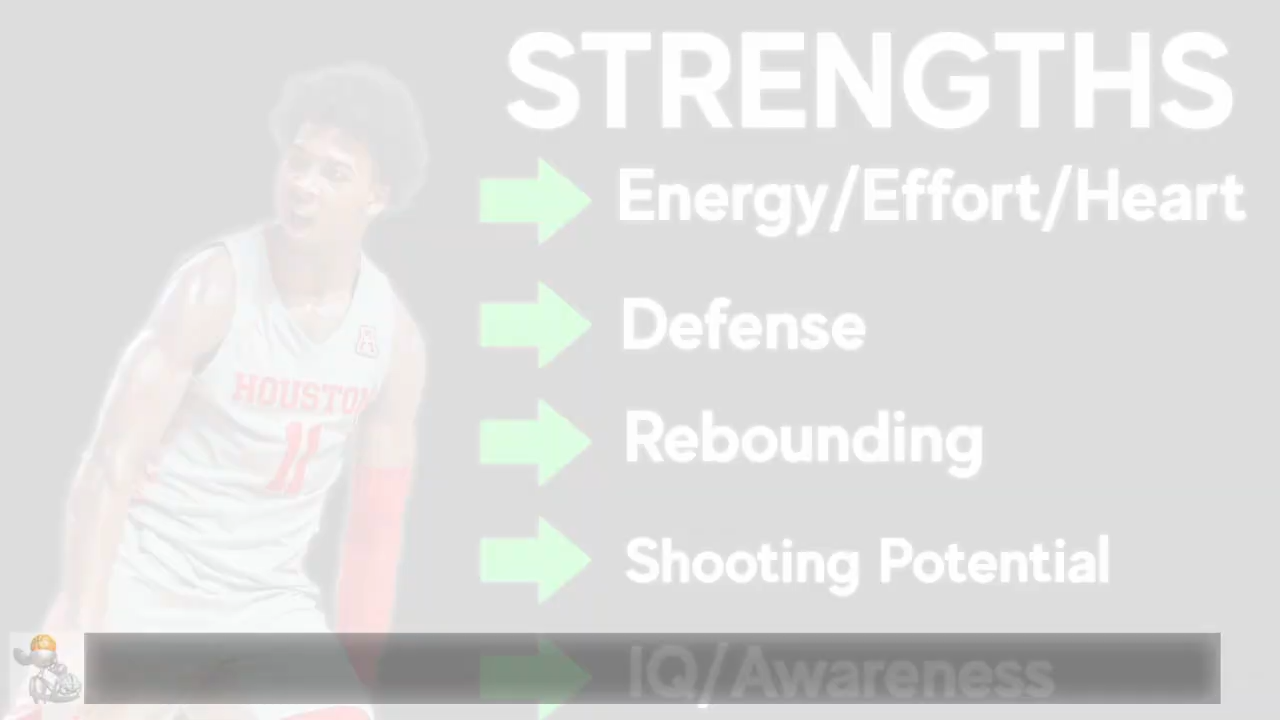 STRENGTHS
Energy/Effort/Heart
Defense
Rebounding
Shooting Potential
IQ/Awareness
HOUSTON
11